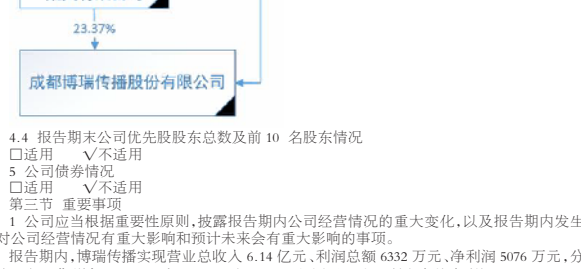 23.37%
成都博瑞传播股份有限公司
4.4 报告期末公司优先股股东总数及前 10 名股东情况
□适用 √不适用
5 公司债券情况
□适用 √不适用
第三节 重要事项
1 公司应当根据重要性原则,披露报告期内公司经营情况的重大变化,以及报告期内发生
对公司经营情况有重大影响和预计未来会有重大影响的事项。
报告期内,博瑞传播实现营业总收入 6.14 亿元、利润总额 6332 万元、净利润 5076 万元,分